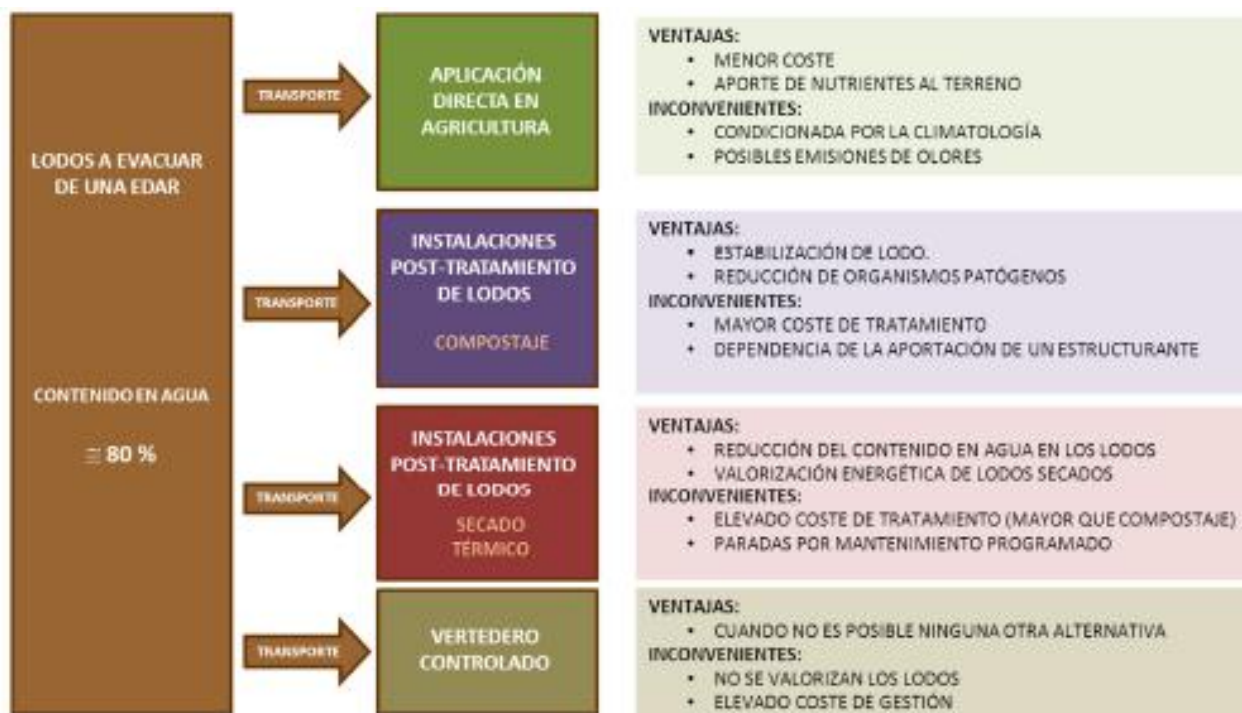 LODOS A EVACUAR
DE UNA EDAR
CONTENIDO EN AGUA
≅ 80 %
TRANSPORTE
APLICACIÓN
DIRECTA EN
AGRICULTURA
VENTAJAS:
• MENOR COSTE
• APORTE DE NUTRIENTES AL TERRENO
INCONVENIENTES:
• CONDICIONADA POR LA CLIMATOLOGÍA
• POSIBLES EMISIONES DE OLORES
TRANSPORTE
INSTALACIONES
POST-TRATAMIENTO
DE LODOS
COMPOSTAJE
VENTAJAS:
• ESTABILIZACIÓN DE LODO.
• REDUCCIÓN DE ORGANISMOS PATÓGENOS
INCONVENIENTES:
• MAYOR COSTE DE TRATAMIENTO
• DEPENDENCIA DE LA APORTACIÓN DE UN ESTRUCTURANTE
TRANSPORTE
INSTALACIONES
POST-TRATAMIENTO
DE LODOS
SECADO
TÉRMICO
VENTAJAS:
• REDUCCIÓN DEL CONTENIDO EN AGUA EN LOS LODOS
• VALORIZACIÓN ENERGÉTICA DE LODOS SECADOS
INCONVENIENTES:
• ELEVADO COSTE DE TRATAMIENTO (MAYOR QUE COMPOSTAJE)
• PARADAS POR MANTENIMIENTO PROGRAMADO
TRANSPORTE
VERTEDERO
CONTROLADO
VENTAJAS:
• CUANDO NO ES POSIBLE NINGUNA OTRA ALTERNATIVA
INCONVENIENTES:
• NO SE VALORIZAN LOS LODOS
• ELEVADO COSTE DE GESTIÓN